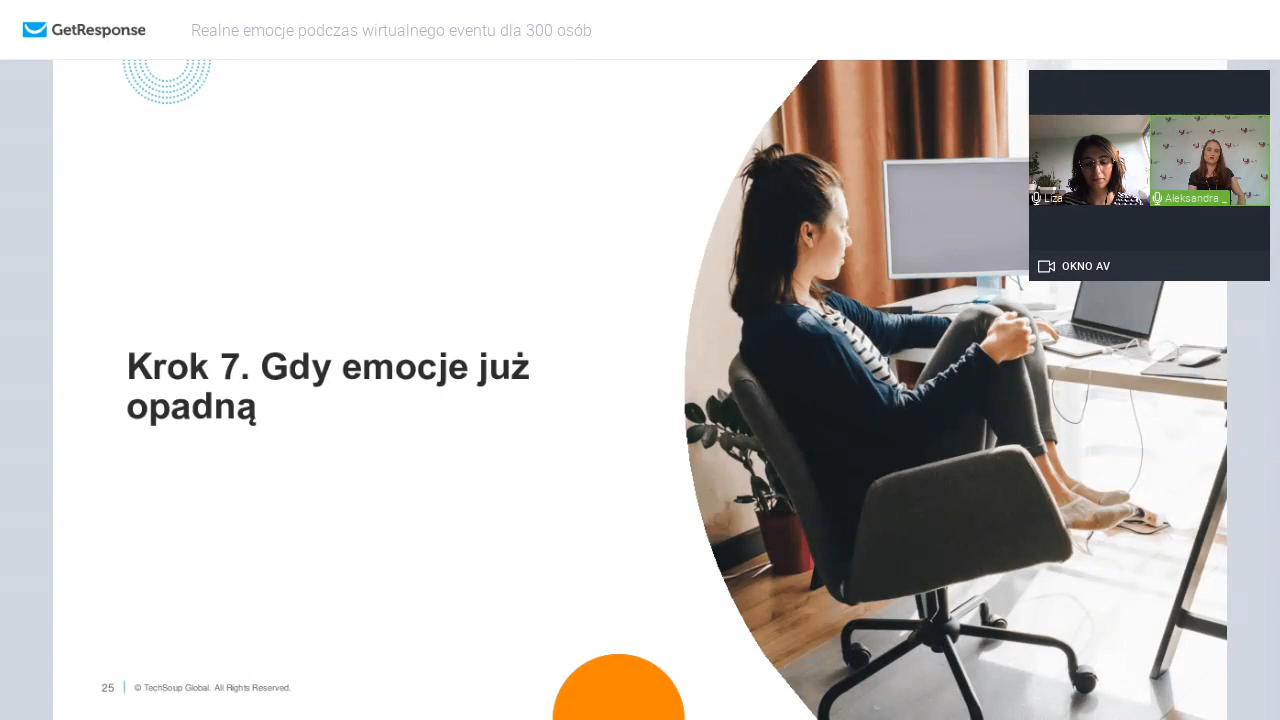 GetResponse
Realne emocje podczas wirtualnego eventu dla 300 osób
Liza
Aleksandra _
OKNO AV
Krok 7. Gdy emocje już
opadną
25
© TechSoup Global. All Rights Reserved.